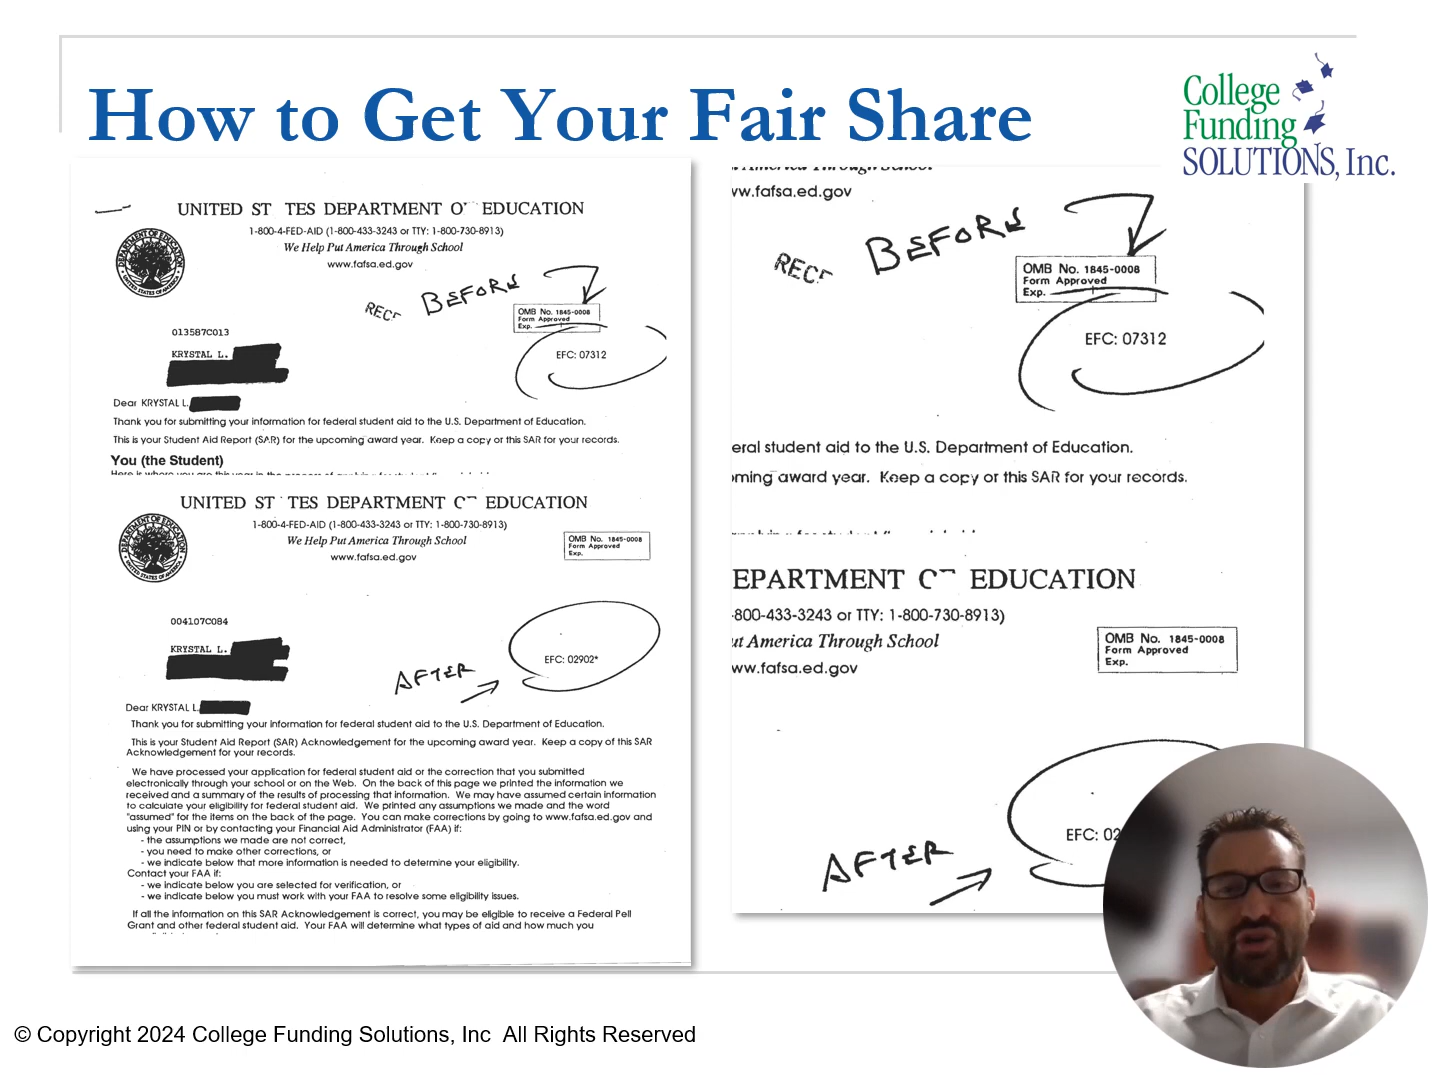 How to Get Your Fair Share
College
Funding
SOLUTIONS, Inc.
UNITED ST TES DEPARTMENT O EDUCATION
1-800-4-FED-AID (1-800-433-3243 or TTY: 1-800-730-8913)
We Help Put America Through School
www.fafsa.ed.gov
BEFORE
OMB No. 1845-0008
Form Approved
Exp.
EFC: 07312
013587C013
KRYSTAL L.
Dear KRYSTAL L.
Thank you for submitting your information for federal student aid to the U.S. Department of Education.
This is your Student Aid Report (SAR) for the upcoming award year. Keep a copy or this SAR for your records.
You (the Student)
UNITED ST TES DEPARTMENT EDUCATION
1-800-4-FED-AID (1-800-433-3243 or TTY: 1-800-730-8913)
We Help Put America Through School
www.fafsa.ed.gov
OMB No. 1845-0008
Form Approved
Exp.
004107C084
KRYSTAL L.
EFC: 02902*
AFTER
Dear KRYSTAL L.
Thank you for submitting your information for federal student aid to the U.S. Department of Education.
This is your Student Aid Report (SAR) Acknowledgement for the upcoming award year. Keep a copy of this SAR
Acknowledgement for your records.
We have processed your application for federal student aid or the correction that you submitted
electronically through your school or on the Web. On the back of this page we printed the information we
received and a summary of the results of processing that information. We may have assumed certain information
to calculate your eligibility for federal student aid. We printed any assumptions we made and the word
"assumed" for the items on the back of the page. You can make corrections by going to www.fafsa.ed.gov and
using your PIN or by contacting your Financial Aid Administrator (FAA) if:
- the assumptions we made are not correct,
- you need to make other corrections, or
- we indicate below that more information is needed to determine your eligibility.
Contact your FAA if:
- we indicate below you are selected for verification, or
- we indicate below you must work with your FAA to resolve some eligibility issues.
If all the information on this SAR Acknowledgement is correct, you may be eligible to receive a Federal Pell
Grant and other federal student aid. Your FAA will determine what types of aid and how much you
ww.fafsa.ed.gov
BEFORE
OMB No. 1845-0008
Form Approved
Exp.
EFC: 07312
eral student aid to the U.S. Department of Education.
oming award year. Keep a copy or this SAR for your records.
EPARTMENT EDUCATION
-800-433-3243 or TTY: 1-800-730-8913)
ut America Through School
ww.fafsa.ed.gov
OMB No. 1845-0008
Form Approved
Exp.
EFC: 02
AFTER
© Copyright 2024 College Funding Solutions, Inc All Rights Reserved